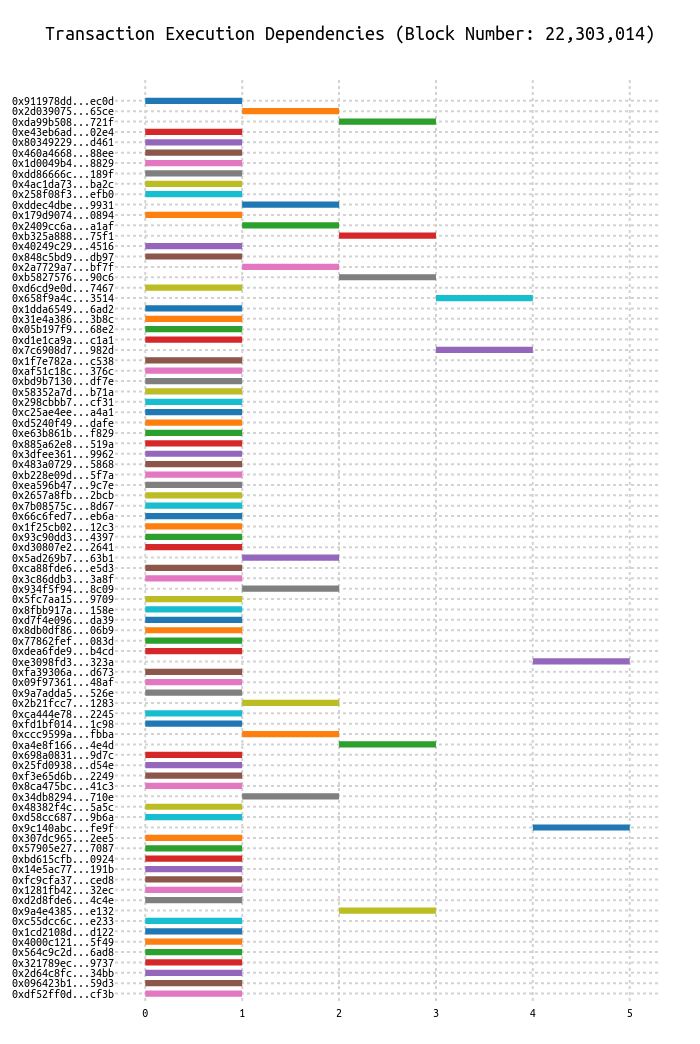 Transaction Execution Dependencies (Block Number: 22,303,014)
0x911978dd...ec0d
0x2d039075...65ce
0xda99b508...721f
0xe43eb6ad...02e4
0x80349229...d461
0x460a4668...88ee
0x1d0049b4...8829
0xdd86666c...189f
0x4ac1da73...ba2c
0x258f08f3...efb0
0xddec4dbe...9931
0x179d9074...0894
0x2409cc6a...a1af
0xb325a888...75f1
0x40249c29...4516
0x848c5bd9...db97
0x2a7729a7...bf7f
0xb5827576...90c6
0xd6cd9e0d...7467
0x658f9a4c...3514
0x1dda6549...6ad2
0x31e4a386...3b8c
0x05b197f9...68e2
0xd1e1ca9a...c1a1
0x7c6908d7...982d
0x1f7e782a...c538
0xaf51c18c...376c
0xbd9b7130...df7e
0x58352a7d...b71a
0x298cbbb7...cf31
0xc25ae4ee...a4a1
0xd5240f49...dafe
0xe63b861b...f829
0x885a62e8...519a
0x3dfee361...9962
0x483a0729...5868
0xb228e09d...5f7a
0xea596b47...9c7e
0x2657a8fb...2bcb
0x7b08575c...8d67
0x66c6fed7...eb6a
0x1f25cb02...12c3
0x93c90dd3...4397
0xd30807e2...2641
0x5ad269b7...63b1
0xca88fde6...e5d3
0x3c86ddb3...3a8f
0x934f5f94...8c09
0x5fc7aa15...9709
0x8fbb917a...158e
0xd7f4e096...da39
0x8db0df86...06b9
0x77862fef...083d
0xdea6fde9...b4cd
0xe3098fd3...323a
0xfa39306a...d673
0x09f97361...48af
0x9a7adda5...526e
0x2b21fcc7...1283
0xca444e78...2245
0xfd1bf014...1c98
0xccc9599a...fbba
0xa4e8f166...4e4d
0x698a0831...9d7c
0x25fd0938...d54e
0xf3e65d6b...2249
0x8ca475bc...41c3
0x34db8294...710e
0x48382f4c...5a5c
0xd58cc687...9b6a
0x9c140abc...fe9f
0x307dc965...2ee5
0x57905e27...7087
0xbd615cfb...0924
0x14e5ac77...191b
0xfc9cfa37...ced8
0x1281fb42...32ec
0xd2d8fde6...4c4e
0x9a4e4385...e132
0xc55dcc6c...e233
0x1cd2108d...d122
0x4000c121...5f49
0x564c9c2d...6ad8
0x321789ec...9737
0x2d64c8fc...34bb
0x096423b1...59d3
0xdf52ff0d...cf3b
0 1 2 3 4 5